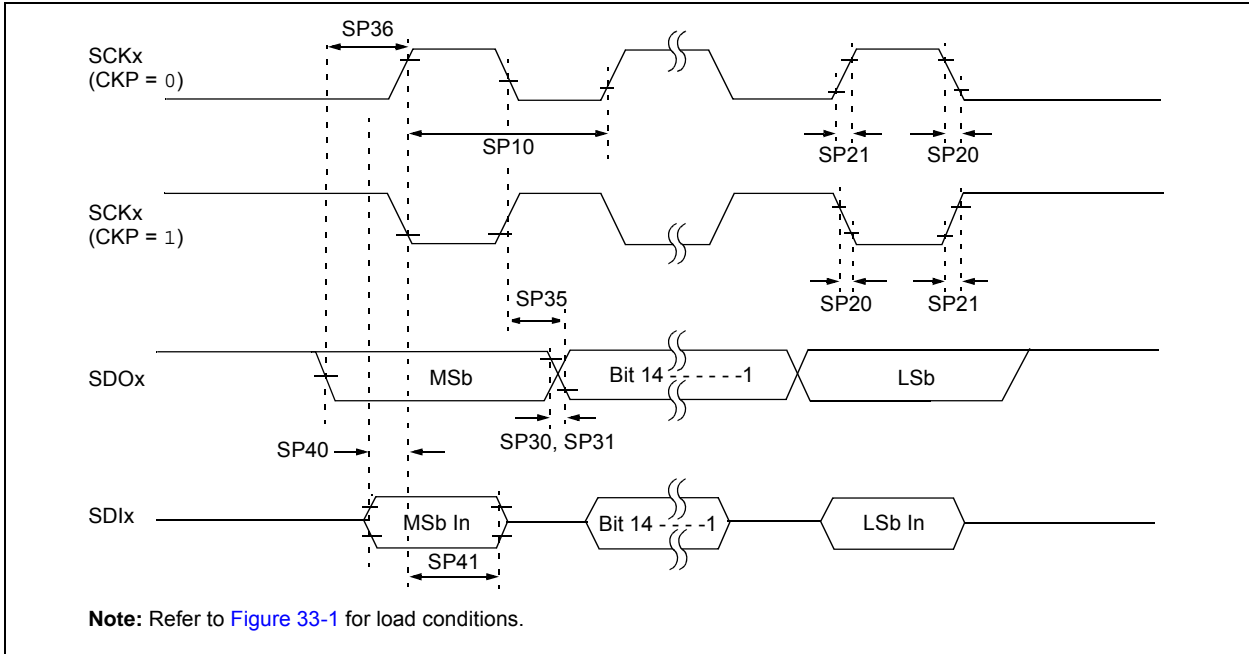 SP36
SCKx
(CKP = 0)
SP10
SP21
SP20
SCKx
(CKP = 1)
SP35
SP20
SP21
SDOx
MSb
Bit 14 - - - - - -1
LSb
SP30, SP31
SP40
SDIx
MSb In
Bit 14 - - - -1
LSb In
SP41
Note: Refer to Figure 33-1 for load conditions.